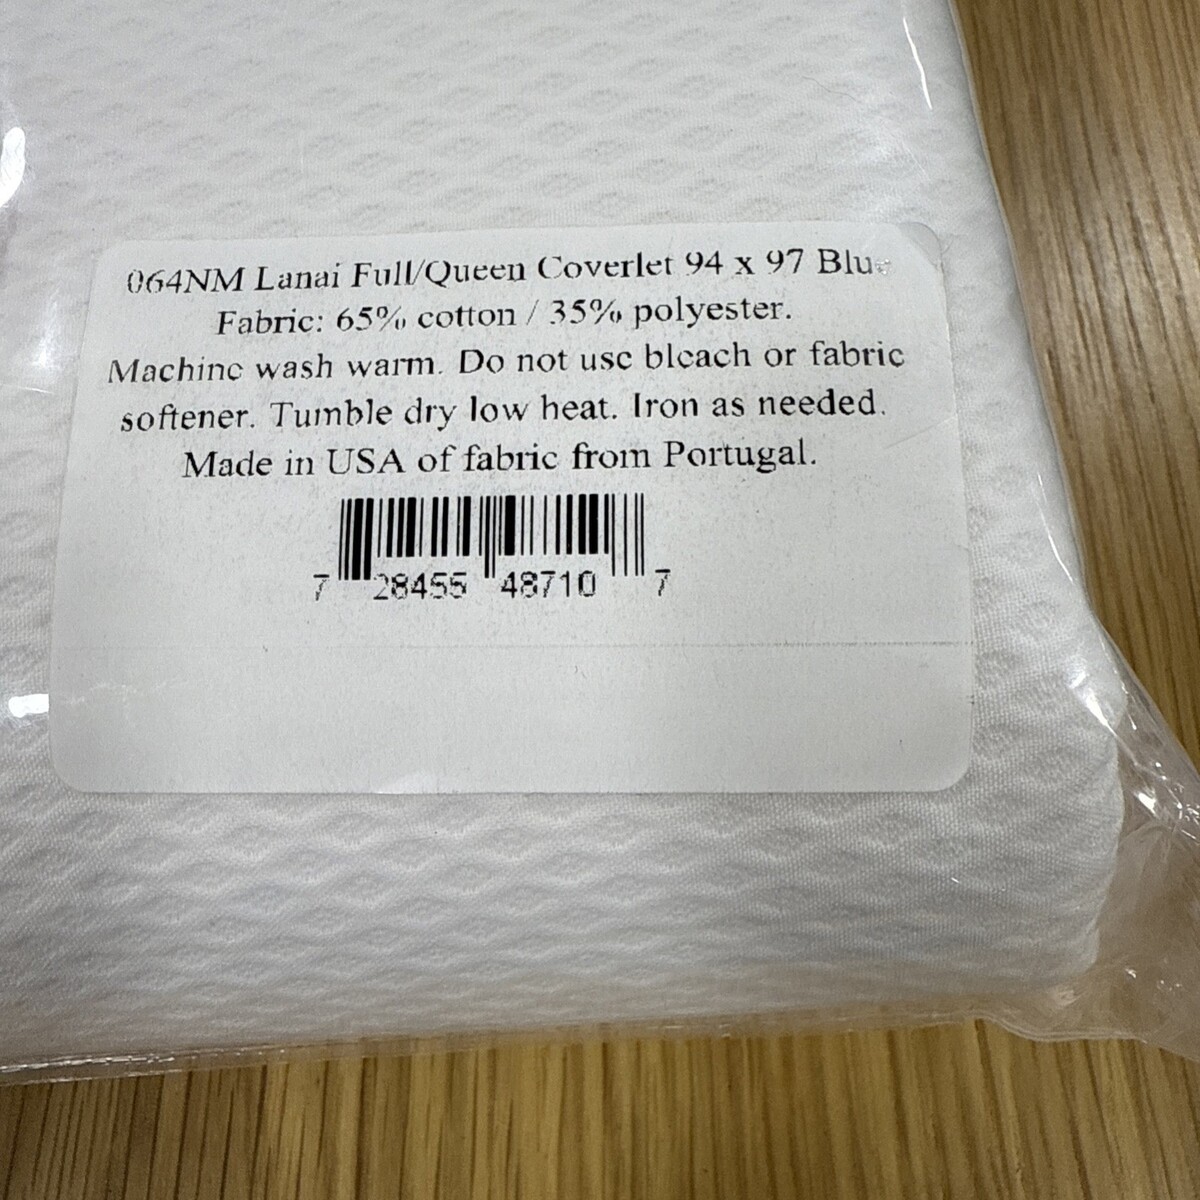 064NM Lanai Full/Queen Coverlet 94 x 97 Blue
Fabric: 65% cotton / 35% polyester.
Machine wash warm. Do not use bleach or fabric
softener. Tumble dry low heat. Iron as needed.
Made in USA of fabric from Portugal.
7 28455 48710 7